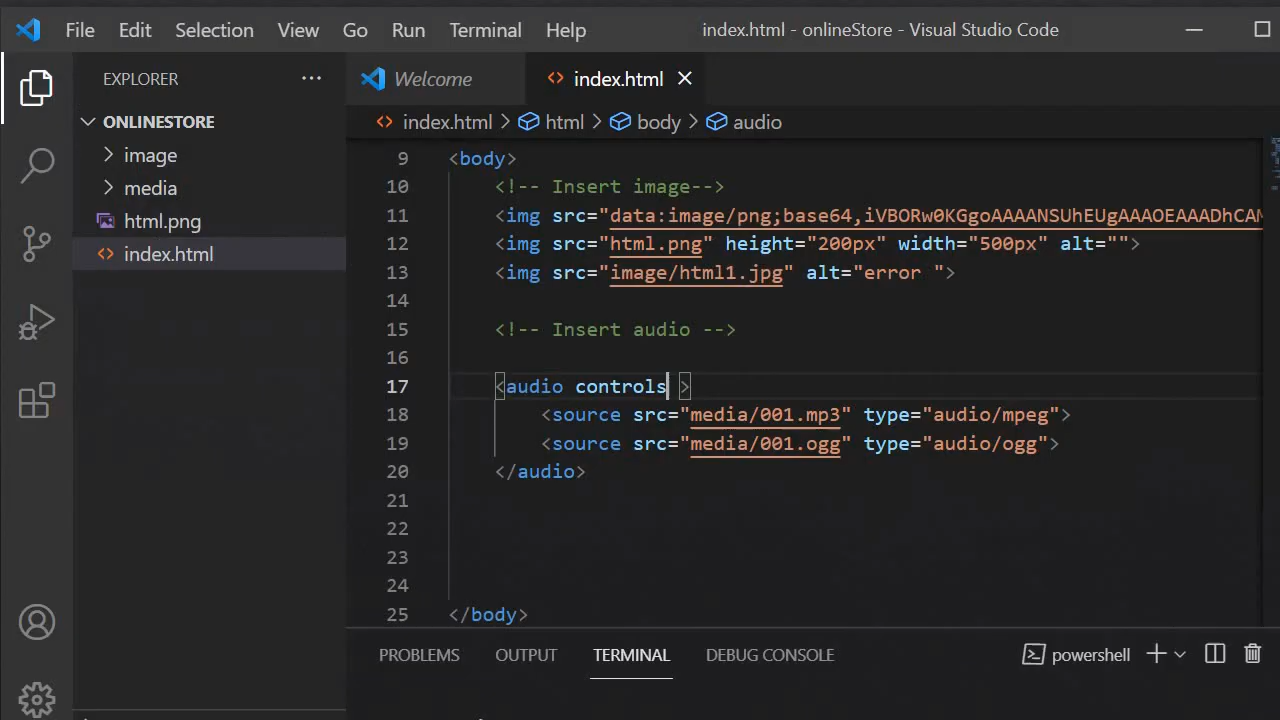 File Edit Selection View Go Run Terminal Help index.html - onlineStore - Visual Studio Code
EXPLORER ···
ONLINESTORE
image
media
html.png
index.html
Welcome index.html
index.html > html > body > audio
9 <body>
10 <!-- Insert image-->
11 <img src="data:image/png;base64,iVBORw0KGgoAAAANSUhEUgAAAOEAAADhCAM
12 <img src="html.png" height="200px" width="500px" alt="">
13 <img src="image/html1.jpg" alt="error ">
14
15 <!-- Insert audio -->
16
17 <audio controls >
18 <source src="media/001.mp3" type="audio/mpeg">
19 <source src="media/001.ogg" type="audio/ogg">
20 </audio>
21
22
23
24
25 </body>
PROBLEMS OUTPUT TERMINAL DEBUG CONSOLE powershell